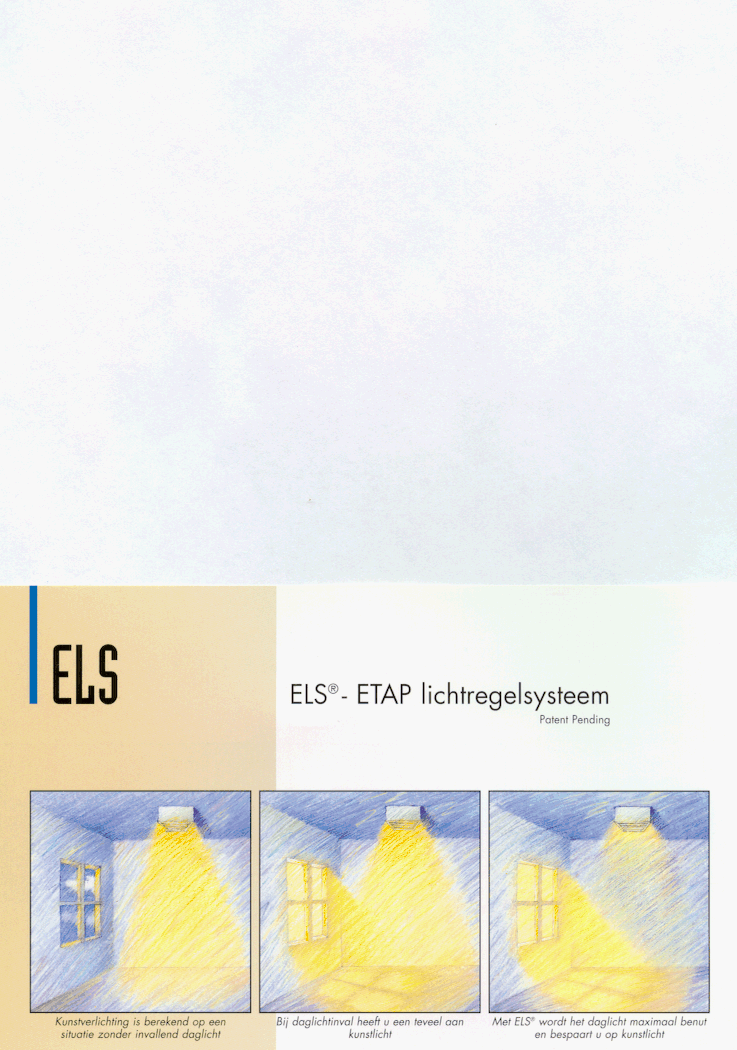 ELS
ELS® - ETAP lichtregelsysteem
Patent Pending
Kunstverlichting is berekend op een
situatie zonder invallend daglicht
Bij daglichtinval heeft u een teveel aan
kunstlicht
Met ELS® wordt het daglicht maximaal benut
en bespaart u op kunstlicht